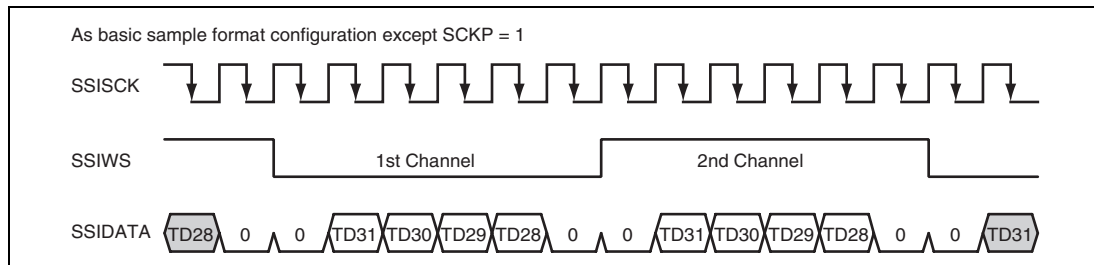 As basic sample format configuration except SCKP = 1
SSISCK
SSIWS 1st Channel 2nd Channel
SSIDATA TD28 0 0 TD31 TD30 TD29 TD28 0 0 TD31 TD30 TD29 TD28 0 0 TD31